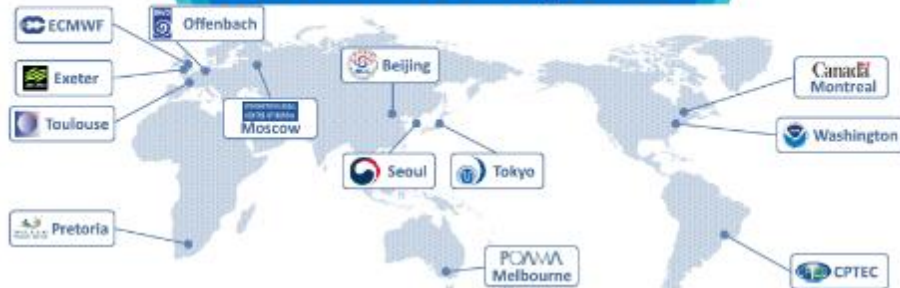 ECMWF
Offenbach
Exeter
Toulouse
Moscow
Beijing
Seoul
Tokyo
Canada
Montreal
Washington
Pretoria
POAMA
Melbourne
CPTEC